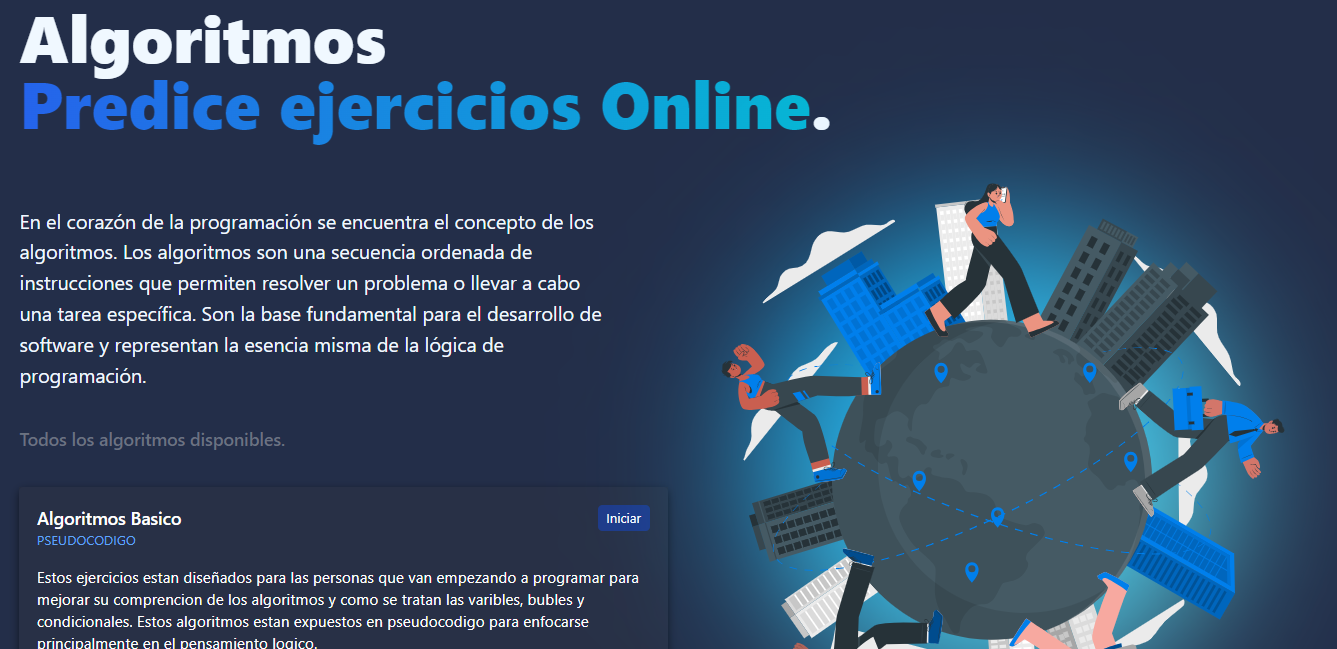 Algoritmos
Predice ejercicios Online.
En el corazón de la programación se encuentra el concepto de los
algoritmos. Los algoritmos son una secuencia ordenada de
instrucciones que permiten resolver un problema o llevar a cabo
una tarea específica. Son la base fundamental para el desarrollo de
software y representan la esencia misma de la lógica de
programación.
Todos los algoritmos disponibles.
Algoritmos Basico
Iniciar
PSEUDOCODIGO
Estos ejercicios estan diseñados para las personas que van empezando a programar para
mejorar su comprencion de los algoritmos y como se tratan las varibles, bubles y
condicionales. Estos algoritmos estan expuestos en pseudocodigo para enfocarse
principalmente en el pensamiento logico.